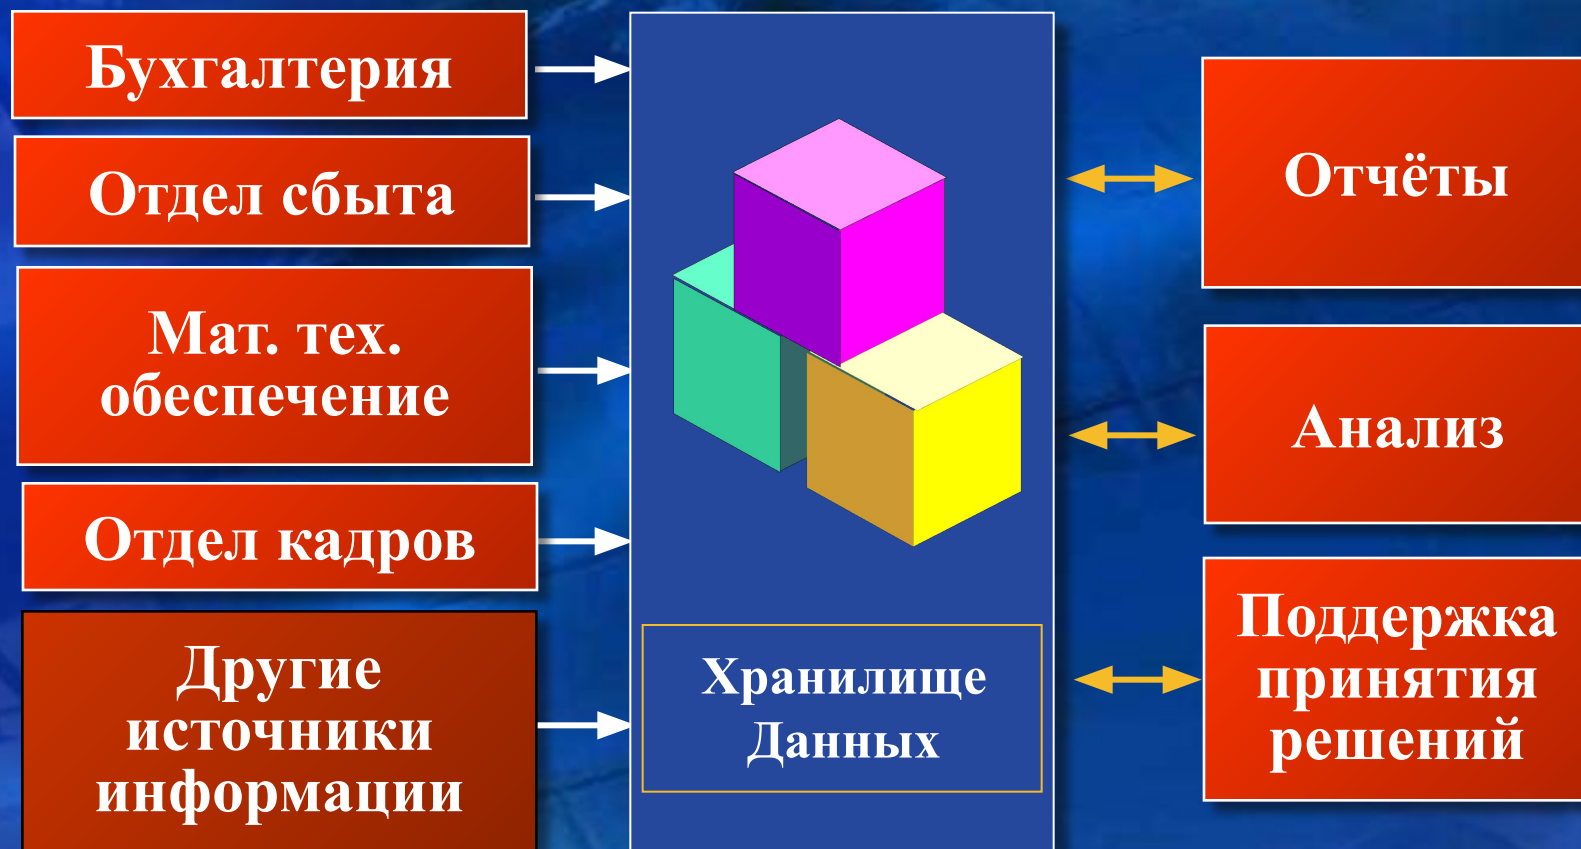 Бухгалтерия
Отдел сбыта
Мат. тех.
обеспечение
Отдел кадров
Другие
источники
информации
Хранилище
Данных
Отчёты
Анализ
Поддержка
принятия
решений